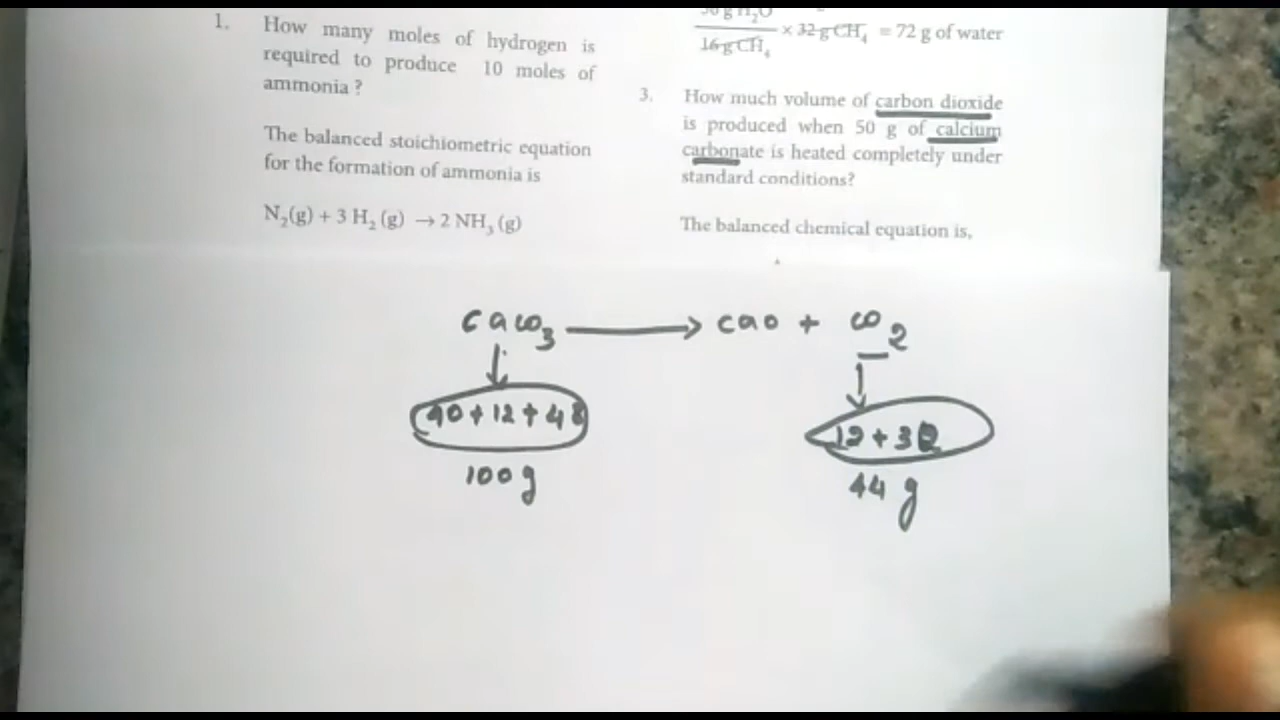 1. How many moles of hydrogen is
required to produce 10 moles of
ammonia ?
The balanced stoichiometric equation
for the formation of ammonia is
N₂(g) + 3 H₂ (g) → 2 NH₃ (g)
H₂O
16 g CH₄ × 32 g CH₄ = 72 g of water
3. How much volume of carbon dioxide
is produced when 50 g of calcium
carbonate is heated completely under
standard conditions?
The balanced chemical equation is,
CaCO₃ → CaO + CO₂
40 + 12 + 48
12 + 32
100 g
44 g